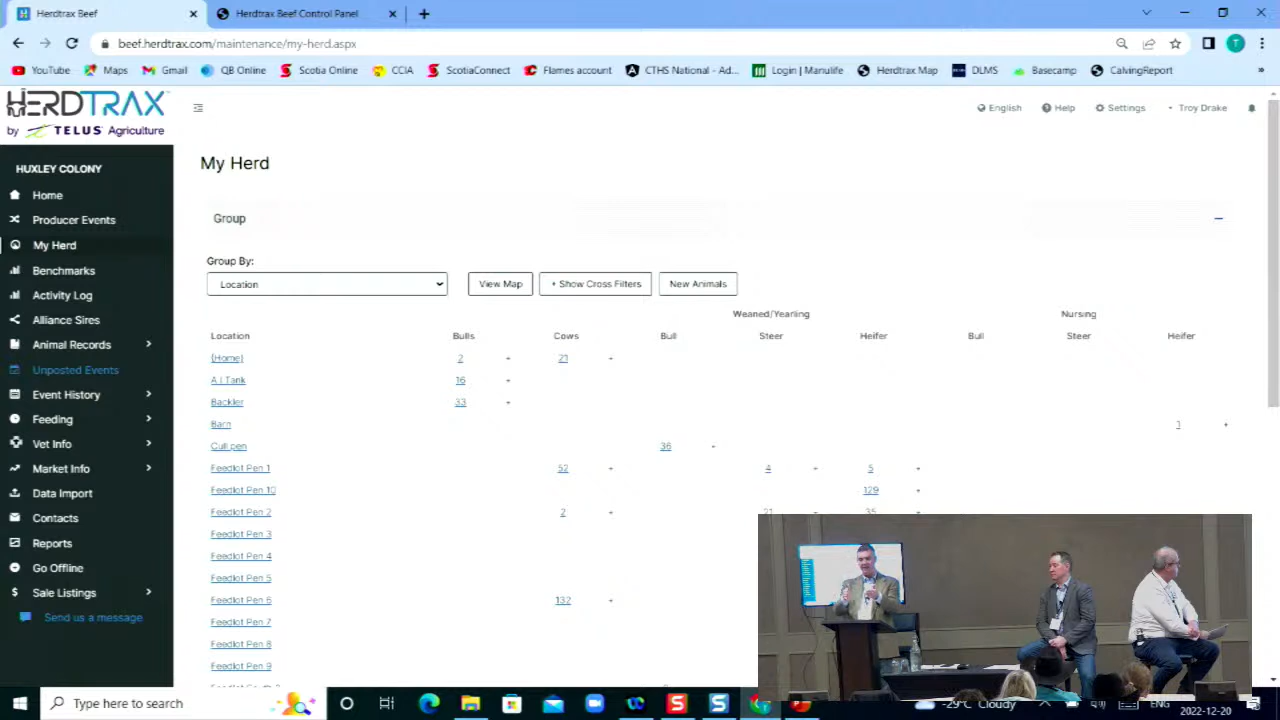 Herdtrax Beef
Herdtrax Beef Control Panel
beef.herdtrax.com/maintenance/my-herd.aspx
T
YouTube Maps Gmail QB Online Scotia Online CCIA ScotiaConnect Flames account CTHS National - Ad... Login | Manulife Herdtrax Map DLMS Basecamp CalvingReport »
HERDTRAX
by TELUS Agriculture
English Help Settings Troy Drake
HUXLEY COLONY
Home
Producer Events
My Herd
Benchmarks
Activity Log
Alliance Sires
Animal Records
Unposted Events
Event History
Feeding
Vet Info
Market Info
Data Import
Contacts
Reports
Go Offline
Sale Listings
Send us a message
My Herd
Group
Group By:
Location View Map + Show Cross Filters New Animals
Weaned/Yearling Nursing
Location Bulls Cows Bull Steer Heifer Bull Steer Heifer
(Home) 2 + 21 +
A I Tank 16 +
Backler 33 +
Barn 1 +
Cull pen 36 +
Feedlot Pen 1 52 + 4 + 5 +
Feedlot Pen 10 129 +
Feedlot Pen 2 2 + 21 + 35 +
Feedlot Pen 3
Feedlot Pen 4
Feedlot Pen 5
Feedlot Pen 6 132 +
Feedlot Pen 7
Feedlot Pen 8
Feedlot Pen 9
Type here to search
-29°C Cloudy
ENG
2022-12-20